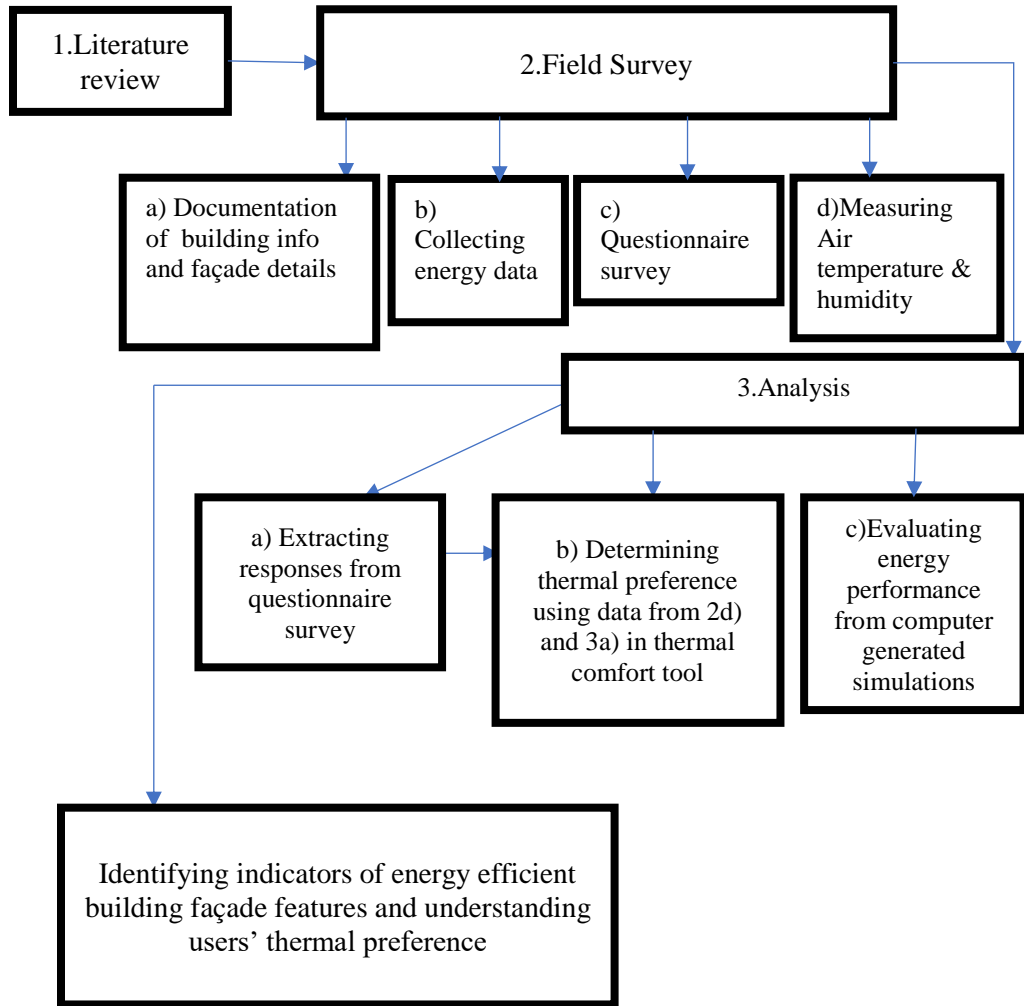 1.Literature
review
2.Field Survey
a) Documentation
of building info
and façade details
b)
Collecting
energy data
c)
Questionnaire
survey
d)Measuring
Air
temperature &
humidity
3.Analysis
a) Extracting
responses from
questionnaire
survey
b) Determining
thermal preference
using data from 2d)
and 3a) in thermal
comfort tool
c)Evaluating
energy
performance
from computer
generated
simulations
Identifying indicators of energy efficient
building façade features and understanding
users’ thermal preference